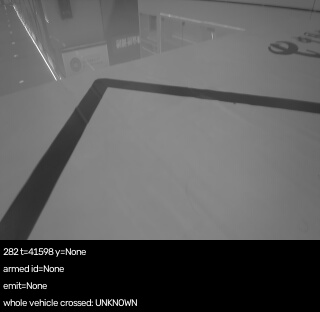 282 t=41598 y=None
armed id=None
emit=None
whole vehicle crossed: UNKNOWN